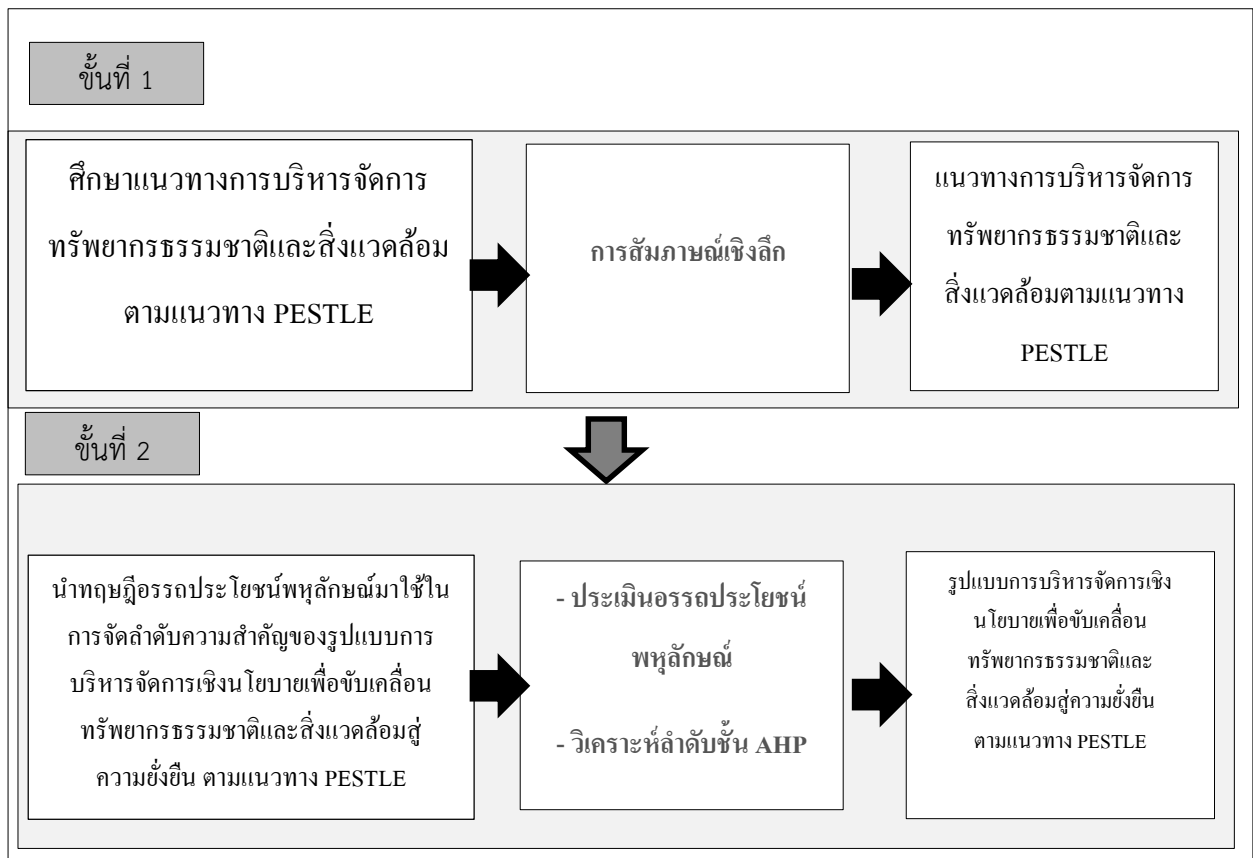 ขั้นที่ 1
ศึกษาแนวทางการบริหารจัดการ
ทรัพยากรธรรมชาติและสิ่งแวดล้อม
ตามแนวทาง PESTLE
การสัมภาษณ์เชิงลึก
แนวทางการบริหารจัดการ
ทรัพยากรธรรมชาติและ
สิ่งแวดล้อมตามแนวทาง
PESTLE
ขั้นที่ 2
นำทฤษฎีอรรถประโยชน์พหุลักษณ์มาใช้ใน
การจัดลำดับความสำคัญของรูปแบบการ
บริหารจัดการเชิงนโยบายเพื่อขับเคลื่อน
ทรัพยากรธรรมชาติและสิ่งแวดล้อมสู่
ความยั่งยืน ตามแนวทาง PESTLE
- ประเมินอรรถประโยชน์
พหุลักษณ์
- วิเคราะห์ลำดับชั้น AHP
รูปแบบการบริหารจัดการเชิง
นโยบายเพื่อขับเคลื่อน
ทรัพยากรธรรมชาติและ
สิ่งแวดล้อมสู่ความยั่งยืน
ตามแนวทาง PESTLE